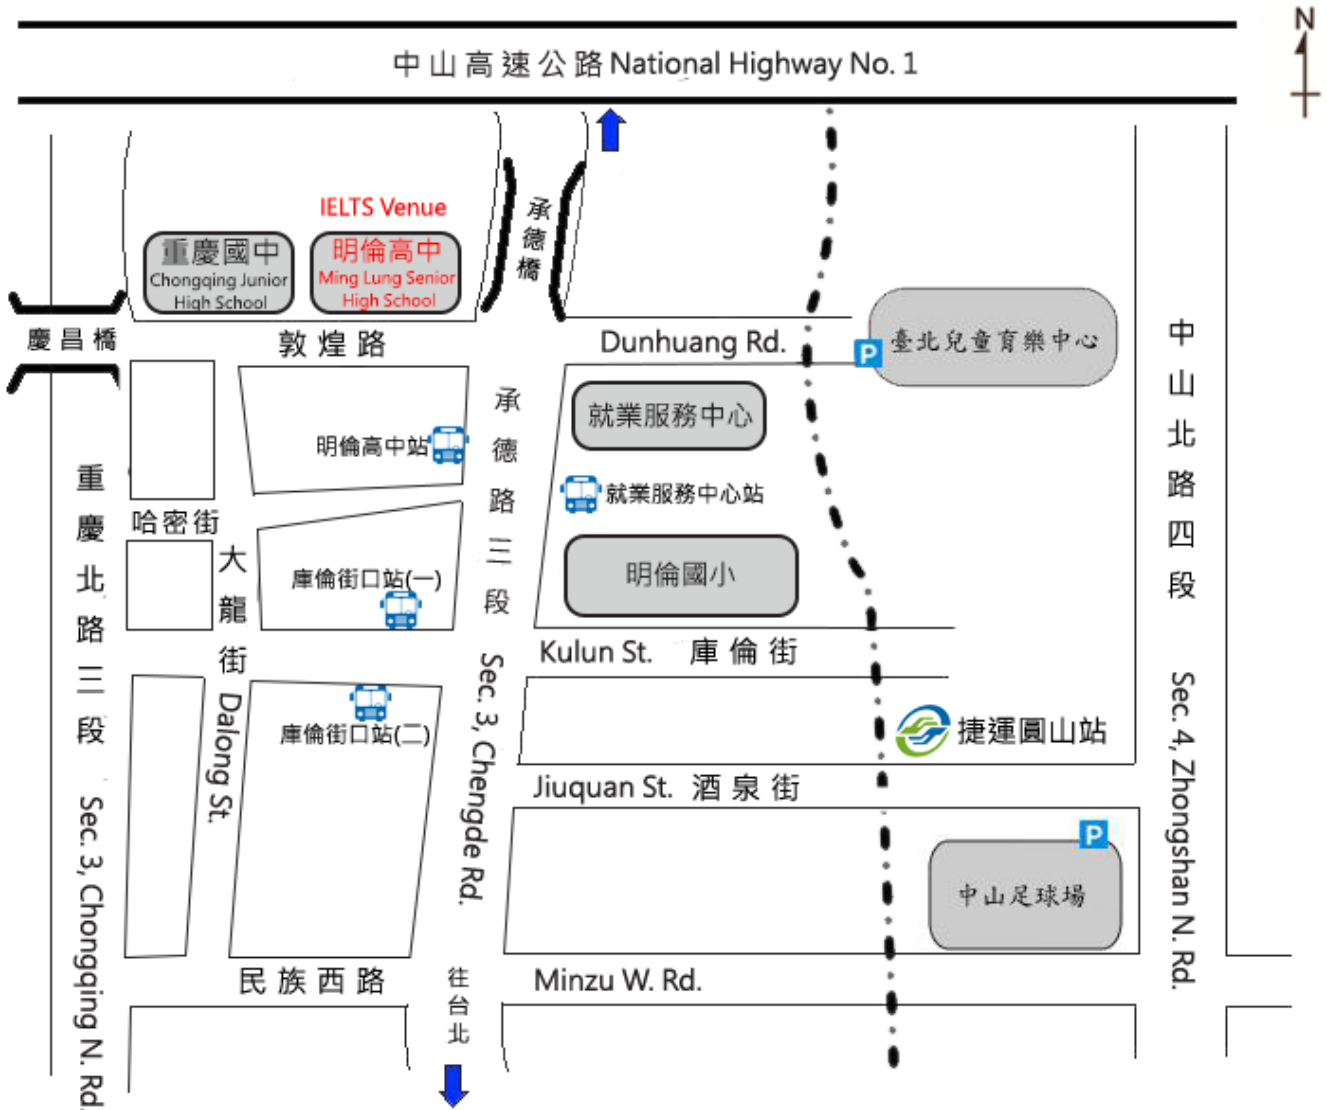 N
中山高速公路 National Highway No. 1
IELTS Venue
重慶國中
Chongqing Junior
High School
明倫高中
Ming Lung Senior
High School
承德橋
慶昌橋
敦煌路
Dunhuang Rd.
P
臺北兒童育樂中心
中山北路四段
Sec. 4, Zhongshan N. Rd.
承德路三段
Sec. 3, Chengde Rd.
就業服務中心
明倫高中站
就業服務中心站
重慶北路三段
Sec. 3, Chongqing N. Rd.
哈密街
大龍街
Dalong St.
庫倫街口站(一)
明倫國小
Kulun St. 庫倫街
庫倫街口站(二)
捷運圓山站
Jiuquan St. 酒泉街
P
中山足球場
民族西路
Minzu W. Rd.
往台北